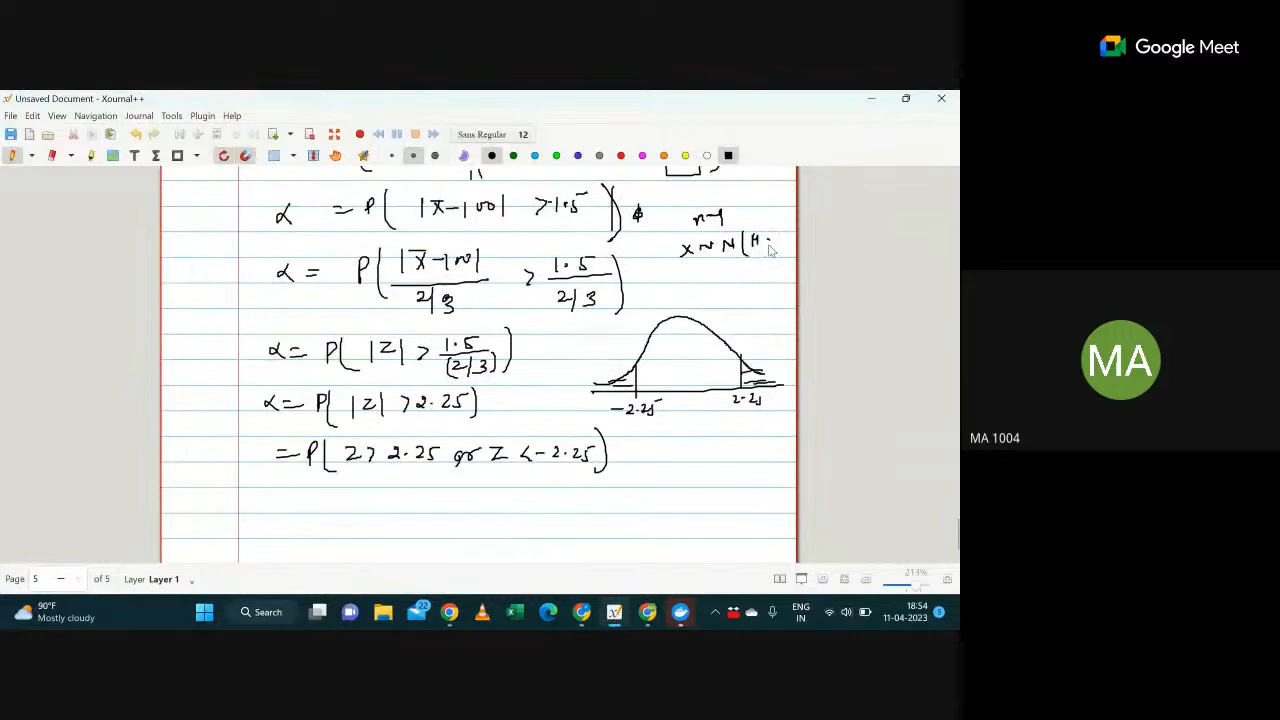 Google Meet
Unsaved Document - Xournal++
File Edit View Navigation Journal Tools Plugin Help
Sans Regular 12
α = P( |x̄-100| > 1.5 )
n=1
X ~ N(μ
α = P( |x̄-100| / 2/3 > 1.5 / 2/3 )
α = P( |Z| > 1.5 / (2/3) )
α = P( |Z| > 2.25 )
-2.25 2.25
= P( Z > 2.25 or Z < -2.25 )
MA
MA 1004
Page 5 of 5 Layer Layer 1
213%
90°F
Mostly cloudy
Search
22
ENG
IN
18:54
11-04-2023
5